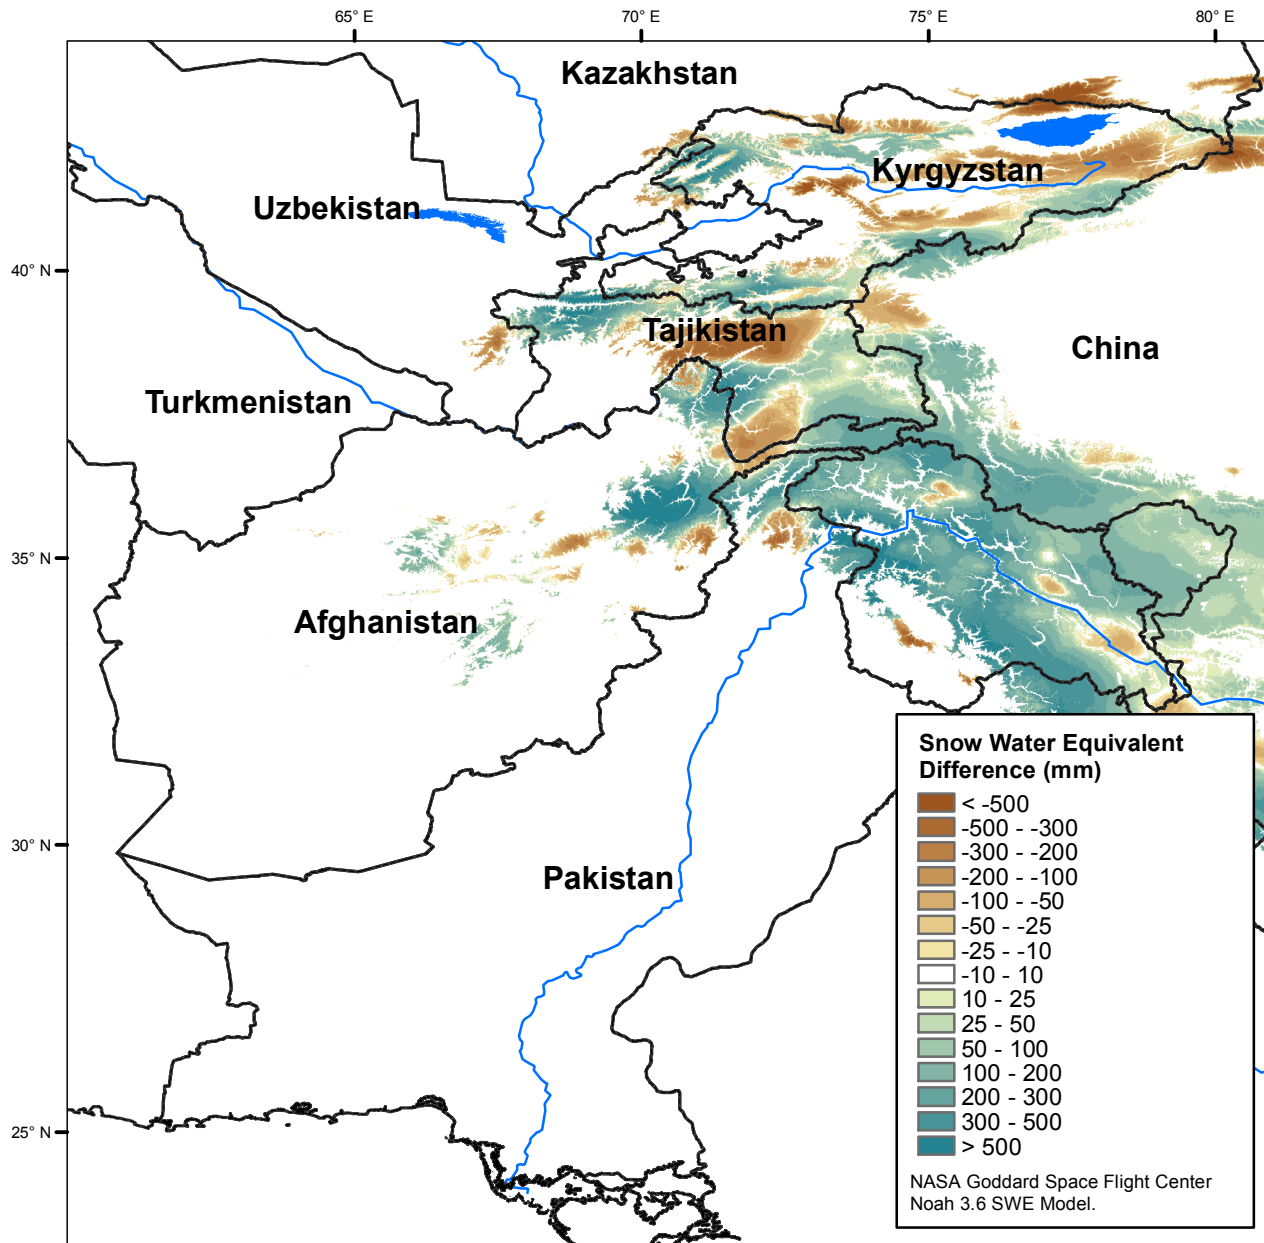 65° E
70° E
75° E
80° E
Kazakhstan
Kyrgyzstan
Uzbekistan
40° N
Tajikistan
China
Turkmenistan
35° N
Afghanistan
30° N
Pakistan
25° N
Snow Water Equivalent
Difference (mm)
< -500
-500 - -300
-300 - -200
-200 - -100
-100 - -50
-50 - -25
-25 - -10
-10 - 10
10 - 25
25 - 50
50 - 100
100 - 200
200 - 300
300 - 500
> 500
NASA Goddard Space Flight Center
Noah 3.6 SWE Model.